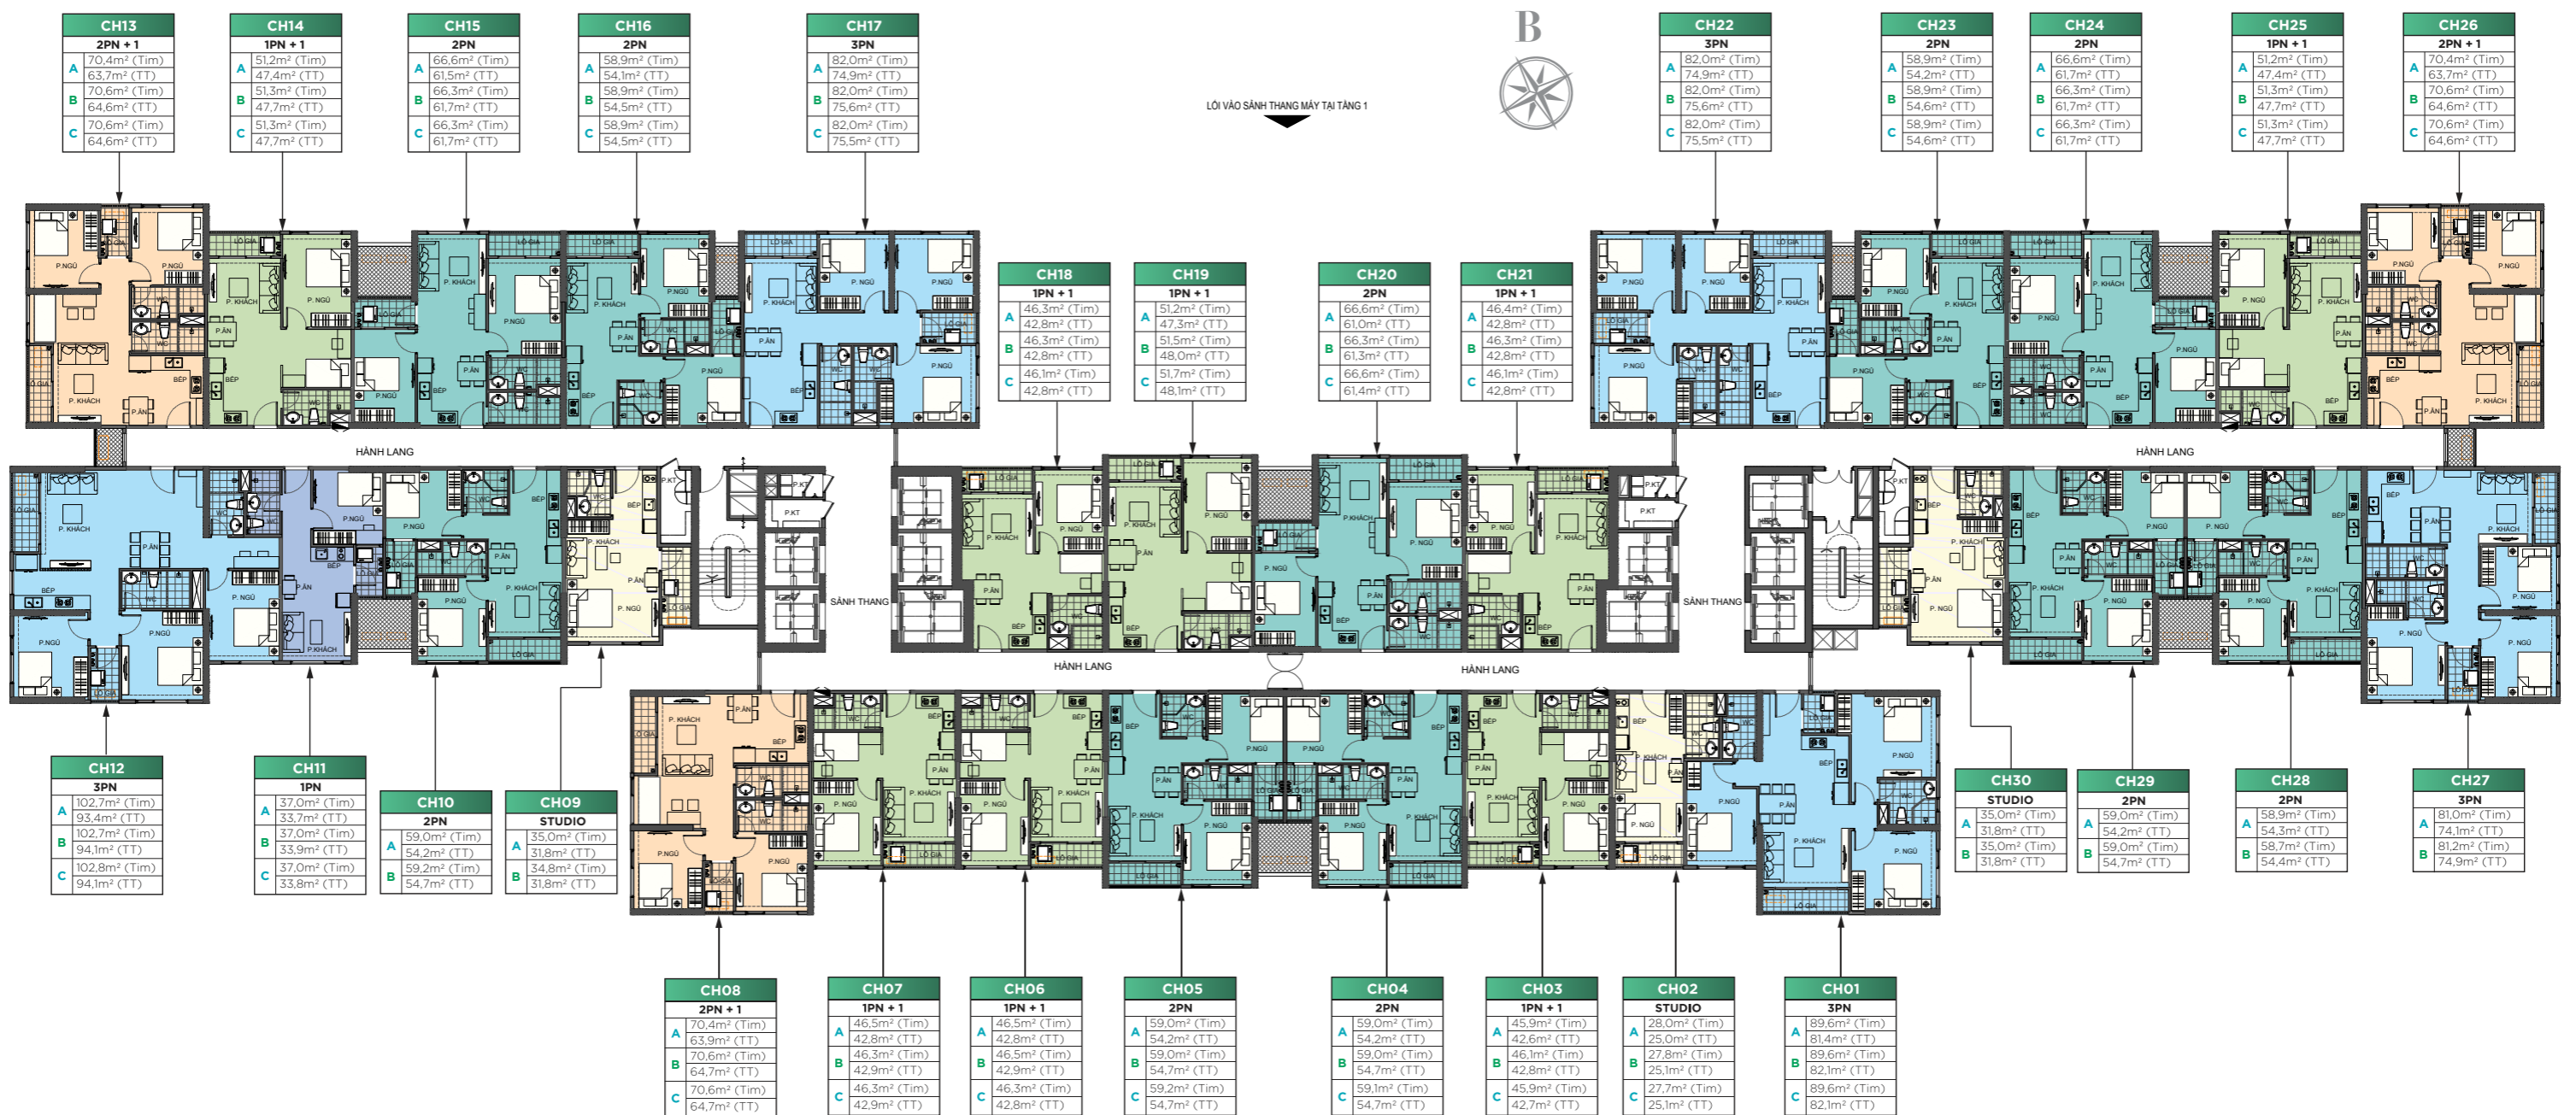 CH13
2PN + 1
A 70,4m² (Tim)
63,7m² (TT)
B 70,6m² (Tim)
64,6m² (TT)
C 70,6m² (Tim)
64,6m² (TT)
CH14
1PN + 1
A 51,2m² (Tim)
47,4m² (TT)
B 51,3m² (Tim)
47,7m² (TT)
C 51,3m² (Tim)
47,7m² (TT)
CH15
2PN
A 66,6m² (Tim)
61,5m² (TT)
B 66,3m² (Tim)
61,7m² (TT)
C 66,3m² (Tim)
61,7m² (TT)
CH16
2PN
A 58,9m² (Tim)
54,1m² (TT)
B 58,9m² (Tim)
54,5m² (TT)
C 58,9m² (Tim)
54,5m² (TT)
CH17
3PN
A 82,0m² (Tim)
74,9m² (TT)
B 82,0m² (Tim)
75,6m² (TT)
C 82,0m² (Tim)
75,5m² (TT)
B
LỐI VÀO SẢNH THANG MÁY TẠI TẦNG 1
CH22
3PN
A 82,0m² (Tim)
74,9m² (TT)
B 82,0m² (Tim)
75,6m² (TT)
C 82,0m² (Tim)
75,5m² (TT)
CH23
2PN
A 58,9m² (Tim)
54,2m² (TT)
B 58,9m² (Tim)
54,6m² (TT)
C 58,9m² (Tim)
54,6m² (TT)
CH24
2PN
A 66,6m² (Tim)
61,7m² (TT)
B 66,3m² (Tim)
61,7m² (TT)
C 66,3m² (Tim)
61,7m² (TT)
CH25
1PN + 1
A 51,2m² (Tim)
47,4m² (TT)
B 51,3m² (Tim)
47,7m² (TT)
C 51,3m² (Tim)
47,7m² (TT)
CH26
2PN + 1
A 70,4m² (Tim)
63,7m² (TT)
B 70,6m² (Tim)
64,6m² (TT)
C 70,6m² (Tim)
64,6m² (TT)
CH18
1PN + 1
A 46,3m² (Tim)
42,8m² (TT)
B 46,3m² (Tim)
42,8m² (TT)
C 46,1m² (Tim)
42,8m² (TT)
CH19
1PN + 1
A 51,2m² (Tim)
47,3m² (TT)
B 51,5m² (Tim)
48,0m² (TT)
C 51,7m² (Tim)
48,1m² (TT)
CH20
2PN
A 66,6m² (Tim)
61,0m² (TT)
B 66,3m² (Tim)
61,3m² (TT)
C 66,6m² (Tim)
61,4m² (TT)
CH21
1PN + 1
A 46,4m² (Tim)
42,8m² (TT)
B 46,3m² (Tim)
42,8m² (TT)
C 46,1m² (Tim)
42,8m² (TT)
HÀNH LANG
HÀNH LANG
SẢNH THANG
SẢNH THANG
HÀNH LANG
HÀNH LANG
CH12
3PN
A 102,7m² (Tim)
93,4m² (TT)
B 102,7m² (Tim)
94,1m² (TT)
C 102,8m² (Tim)
94,1m² (TT)
CH11
1PN
A 37,0m² (Tim)
33,7m² (TT)
B 37,0m² (Tim)
33,9m² (TT)
C 37,0m² (Tim)
33,8m² (TT)
CH10
2PN
A 59,0m² (Tim)
54,2m² (TT)
B 59,2m² (Tim)
54,7m² (TT)
CH09
STUDIO
A 35,0m² (Tim)
31,8m² (TT)
B 34,8m² (Tim)
31,8m² (TT)
CH30
STUDIO
A 35,0m² (Tim)
31,8m² (TT)
B 35,0m² (Tim)
31,8m² (TT)
CH29
2PN
A 59,0m² (Tim)
54,2m² (TT)
B 59,0m² (Tim)
54,7m² (TT)
CH28
2PN
A 58,9m² (Tim)
54,3m² (TT)
B 58,7m² (Tim)
54,4m² (TT)
CH27
3PN
A 81,0m² (Tim)
74,1m² (TT)
B 81,2m² (Tim)
74,9m² (TT)
CH08
2PN + 1
A 70,4m² (Tim)
63,9m² (TT)
B 70,6m² (Tim)
64,7m² (TT)
C 70,6m² (Tim)
64,7m² (TT)
CH07
1PN + 1
A 46,5m² (Tim)
42,8m² (TT)
B 46,3m² (Tim)
42,9m² (TT)
C 46,3m² (Tim)
42,9m² (TT)
CH06
1PN + 1
A 46,5m² (Tim)
42,8m² (TT)
B 46,5m² (Tim)
42,9m² (TT)
C 46,3m² (Tim)
42,8m² (TT)
CH05
2PN
A 59,0m² (Tim)
54,2m² (TT)
B 59,0m² (Tim)
54,7m² (TT)
C 59,2m² (Tim)
54,7m² (TT)
CH04
2PN
A 59,0m² (Tim)
54,2m² (TT)
B 59,0m² (Tim)
54,7m² (TT)
C 59,1m² (Tim)
54,7m² (TT)
CH03
1PN + 1
A 45,9m² (Tim)
42,6m² (TT)
B 46,1m² (Tim)
42,8m² (TT)
C 45,9m² (Tim)
42,7m² (TT)
CH02
STUDIO
A 28,0m² (Tim)
25,0m² (TT)
B 27,8m² (Tim)
25,1m² (TT)
C 27,7m² (Tim)
25,1m² (TT)
CH01
3PN
A 89,6m² (Tim)
81,4m² (TT)
B 89,6m² (Tim)
82,1m² (TT)
C 89,6m² (Tim)
82,1m² (TT)